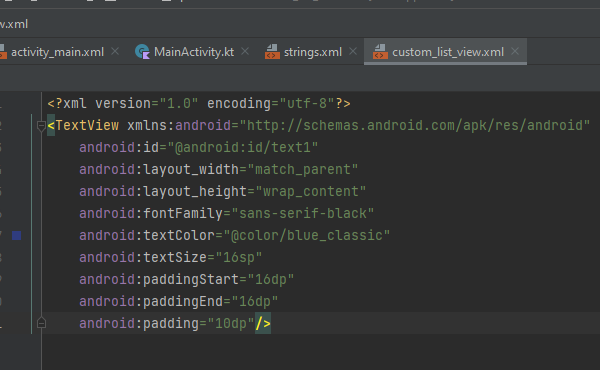 w.xml
activity_main.xml MainActivity.kt strings.xml custom_list_view.xml
<?xml version="1.0" encoding="utf-8"?>
<TextView xmlns:android="http://schemas.android.com/apk/res/android"
android:id="@android:id/text1"
android:layout_width="match_parent"
android:layout_height="wrap_content"
android:fontFamily="sans-serif-black"
android:textColor="@color/blue_classic"
android:textSize="16sp"
android:paddingStart="16dp"
android:paddingEnd="16dp"
android:padding="10dp"/>